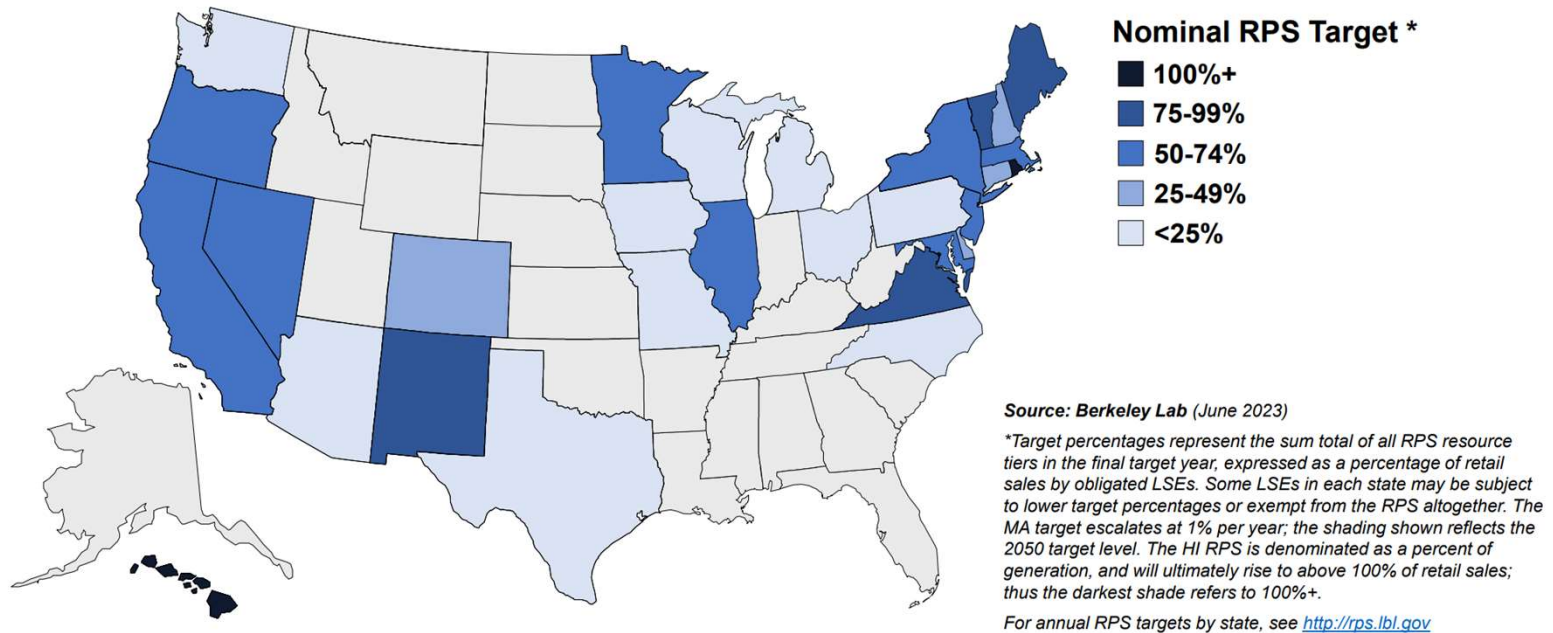 Nominal RPS Target *
100%+
75-99%
50-74%
25-49%
<25%
Source: Berkeley Lab (June 2023)
*Target percentages represent the sum total of all RPS resource
tiers in the final target year, expressed as a percentage of retail
sales by obligated LSEs. Some LSEs in each state may be subject
to lower target percentages or exempt from the RPS altogether. The
MA target escalates at 1% per year; the shading shown reflects the
2050 target level. The HI RPS is denominated as a percent of
generation, and will ultimately rise to above 100% of retail sales;
thus the darkest shade refers to 100%+.
For annual RPS targets by state, see http://rps.lbl.gov